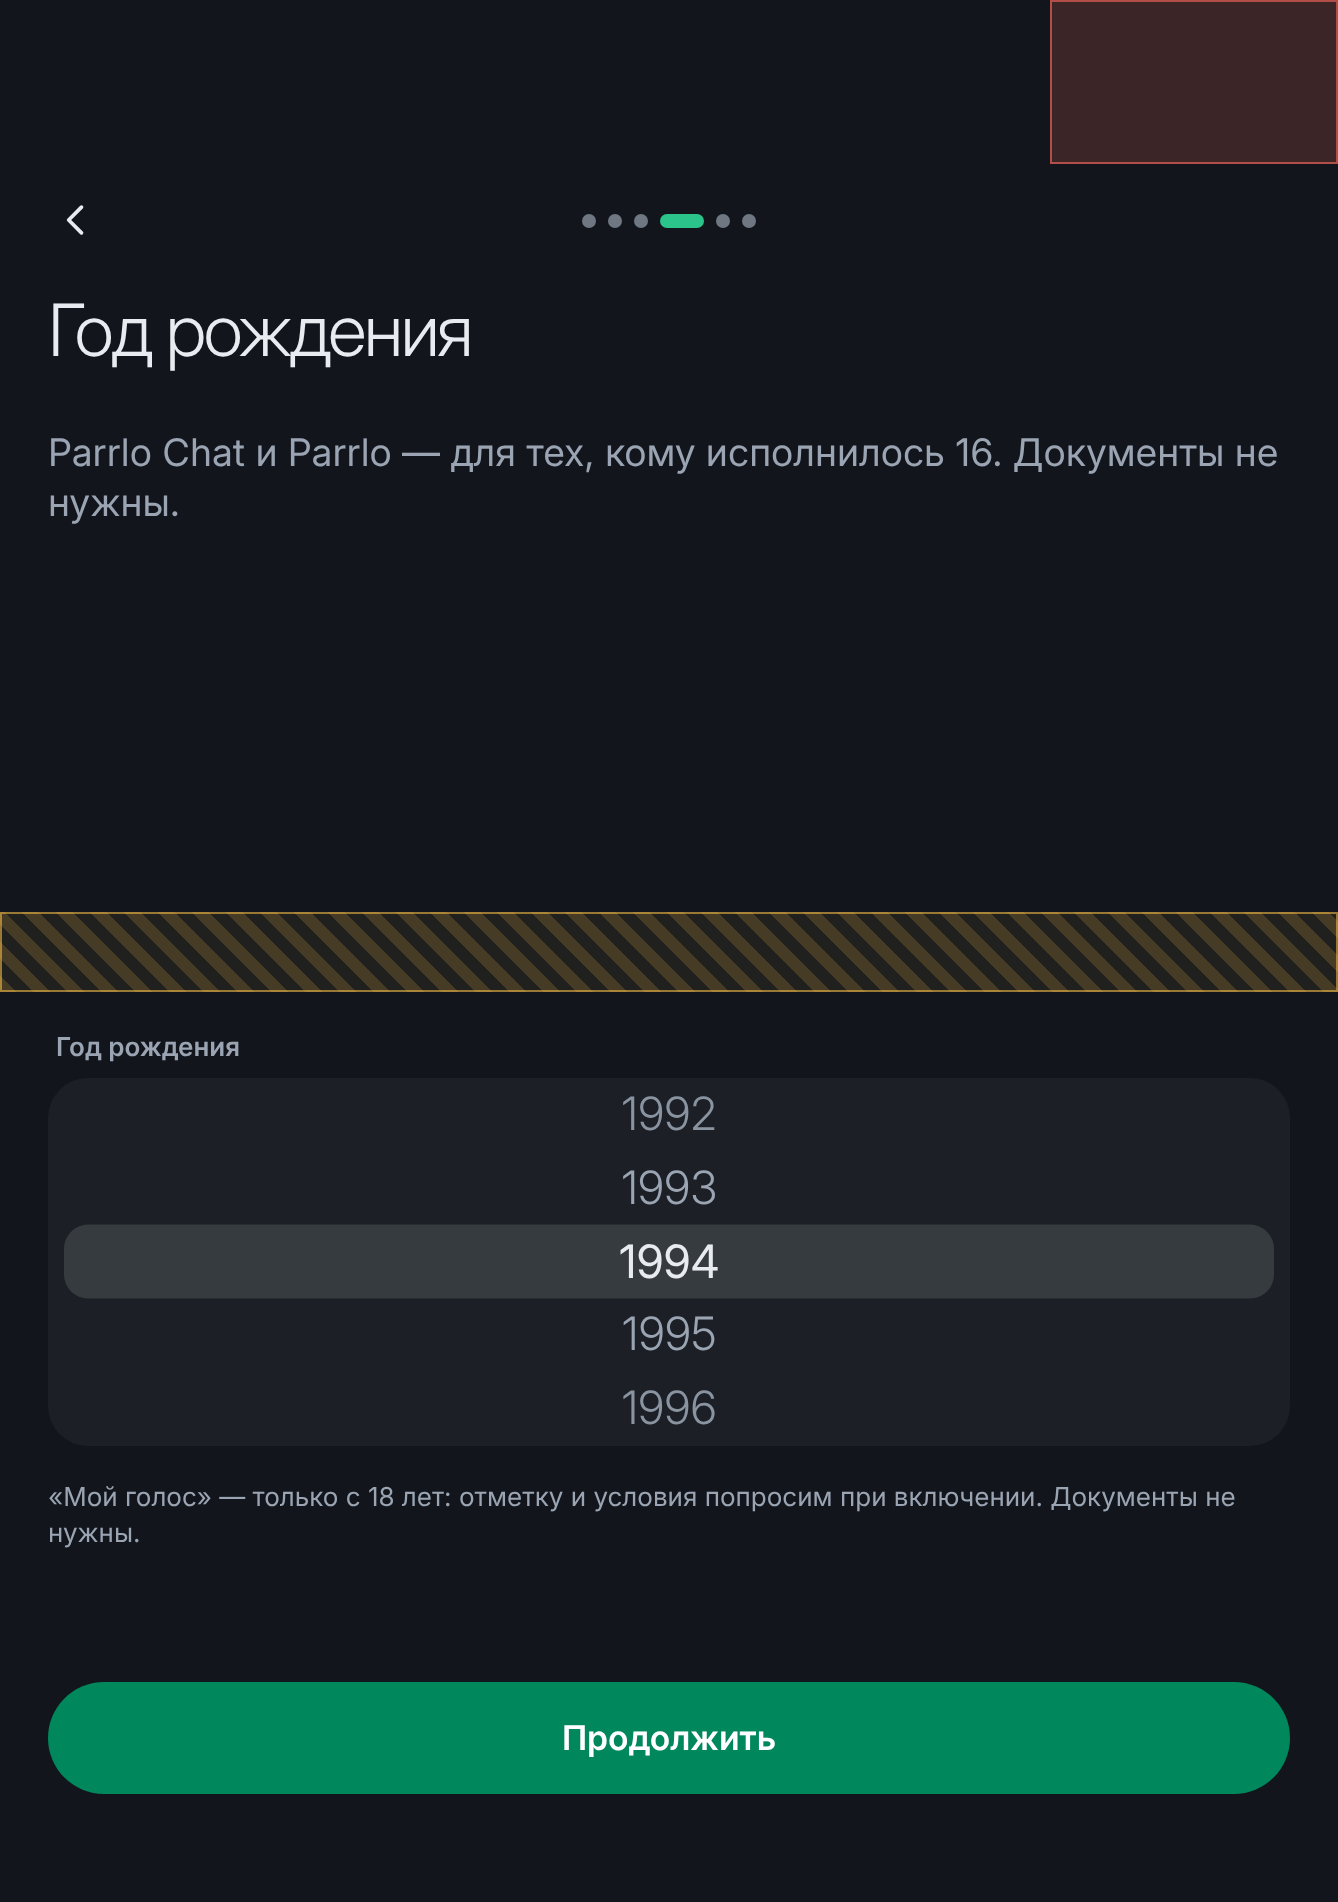 Год рождения
Parrlo Chat и Parrlo — для тех, кому исполнилось 16. Документы не
нужны.
Год рождения
1992
1993
1994
1995
1996
«Мой голос» — только с 18 лет: отметку и условия попросим при включении. Документы не
нужны.
Продолжить